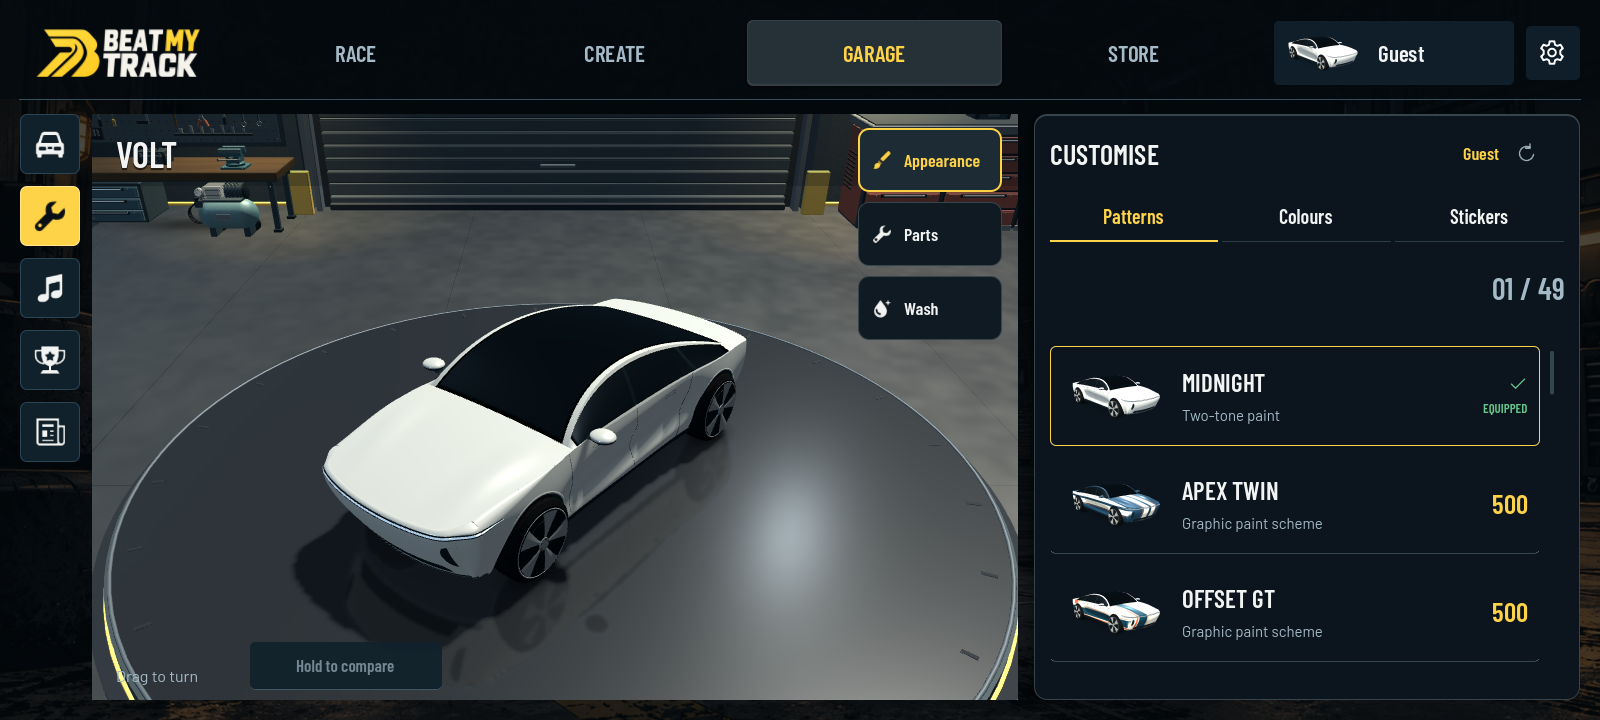 BEATMY
TRACK
RACE
CREATE
GARAGE
STORE
Guest
VOLT
Appearance
Parts
Wash
Drag to turn
Hold to compare
CUSTOMISE
Guest
Patterns
Colours
Stickers
01 / 49
MIDNIGHT
Two-tone paint
EQUIPPED
APEX TWIN
Graphic paint scheme
500
OFFSET GT
Graphic paint scheme
500